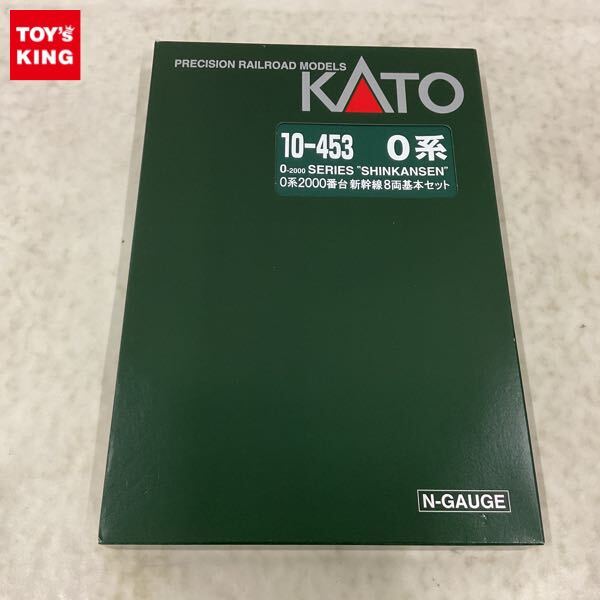 TOY's
KING
PRECISION RAILROAD MODELS
KATO
10-453 0系
0-2000 SERIES "SHINKANSEN"
0系2000番台 新幹線8両基本セット
N-GAUGE